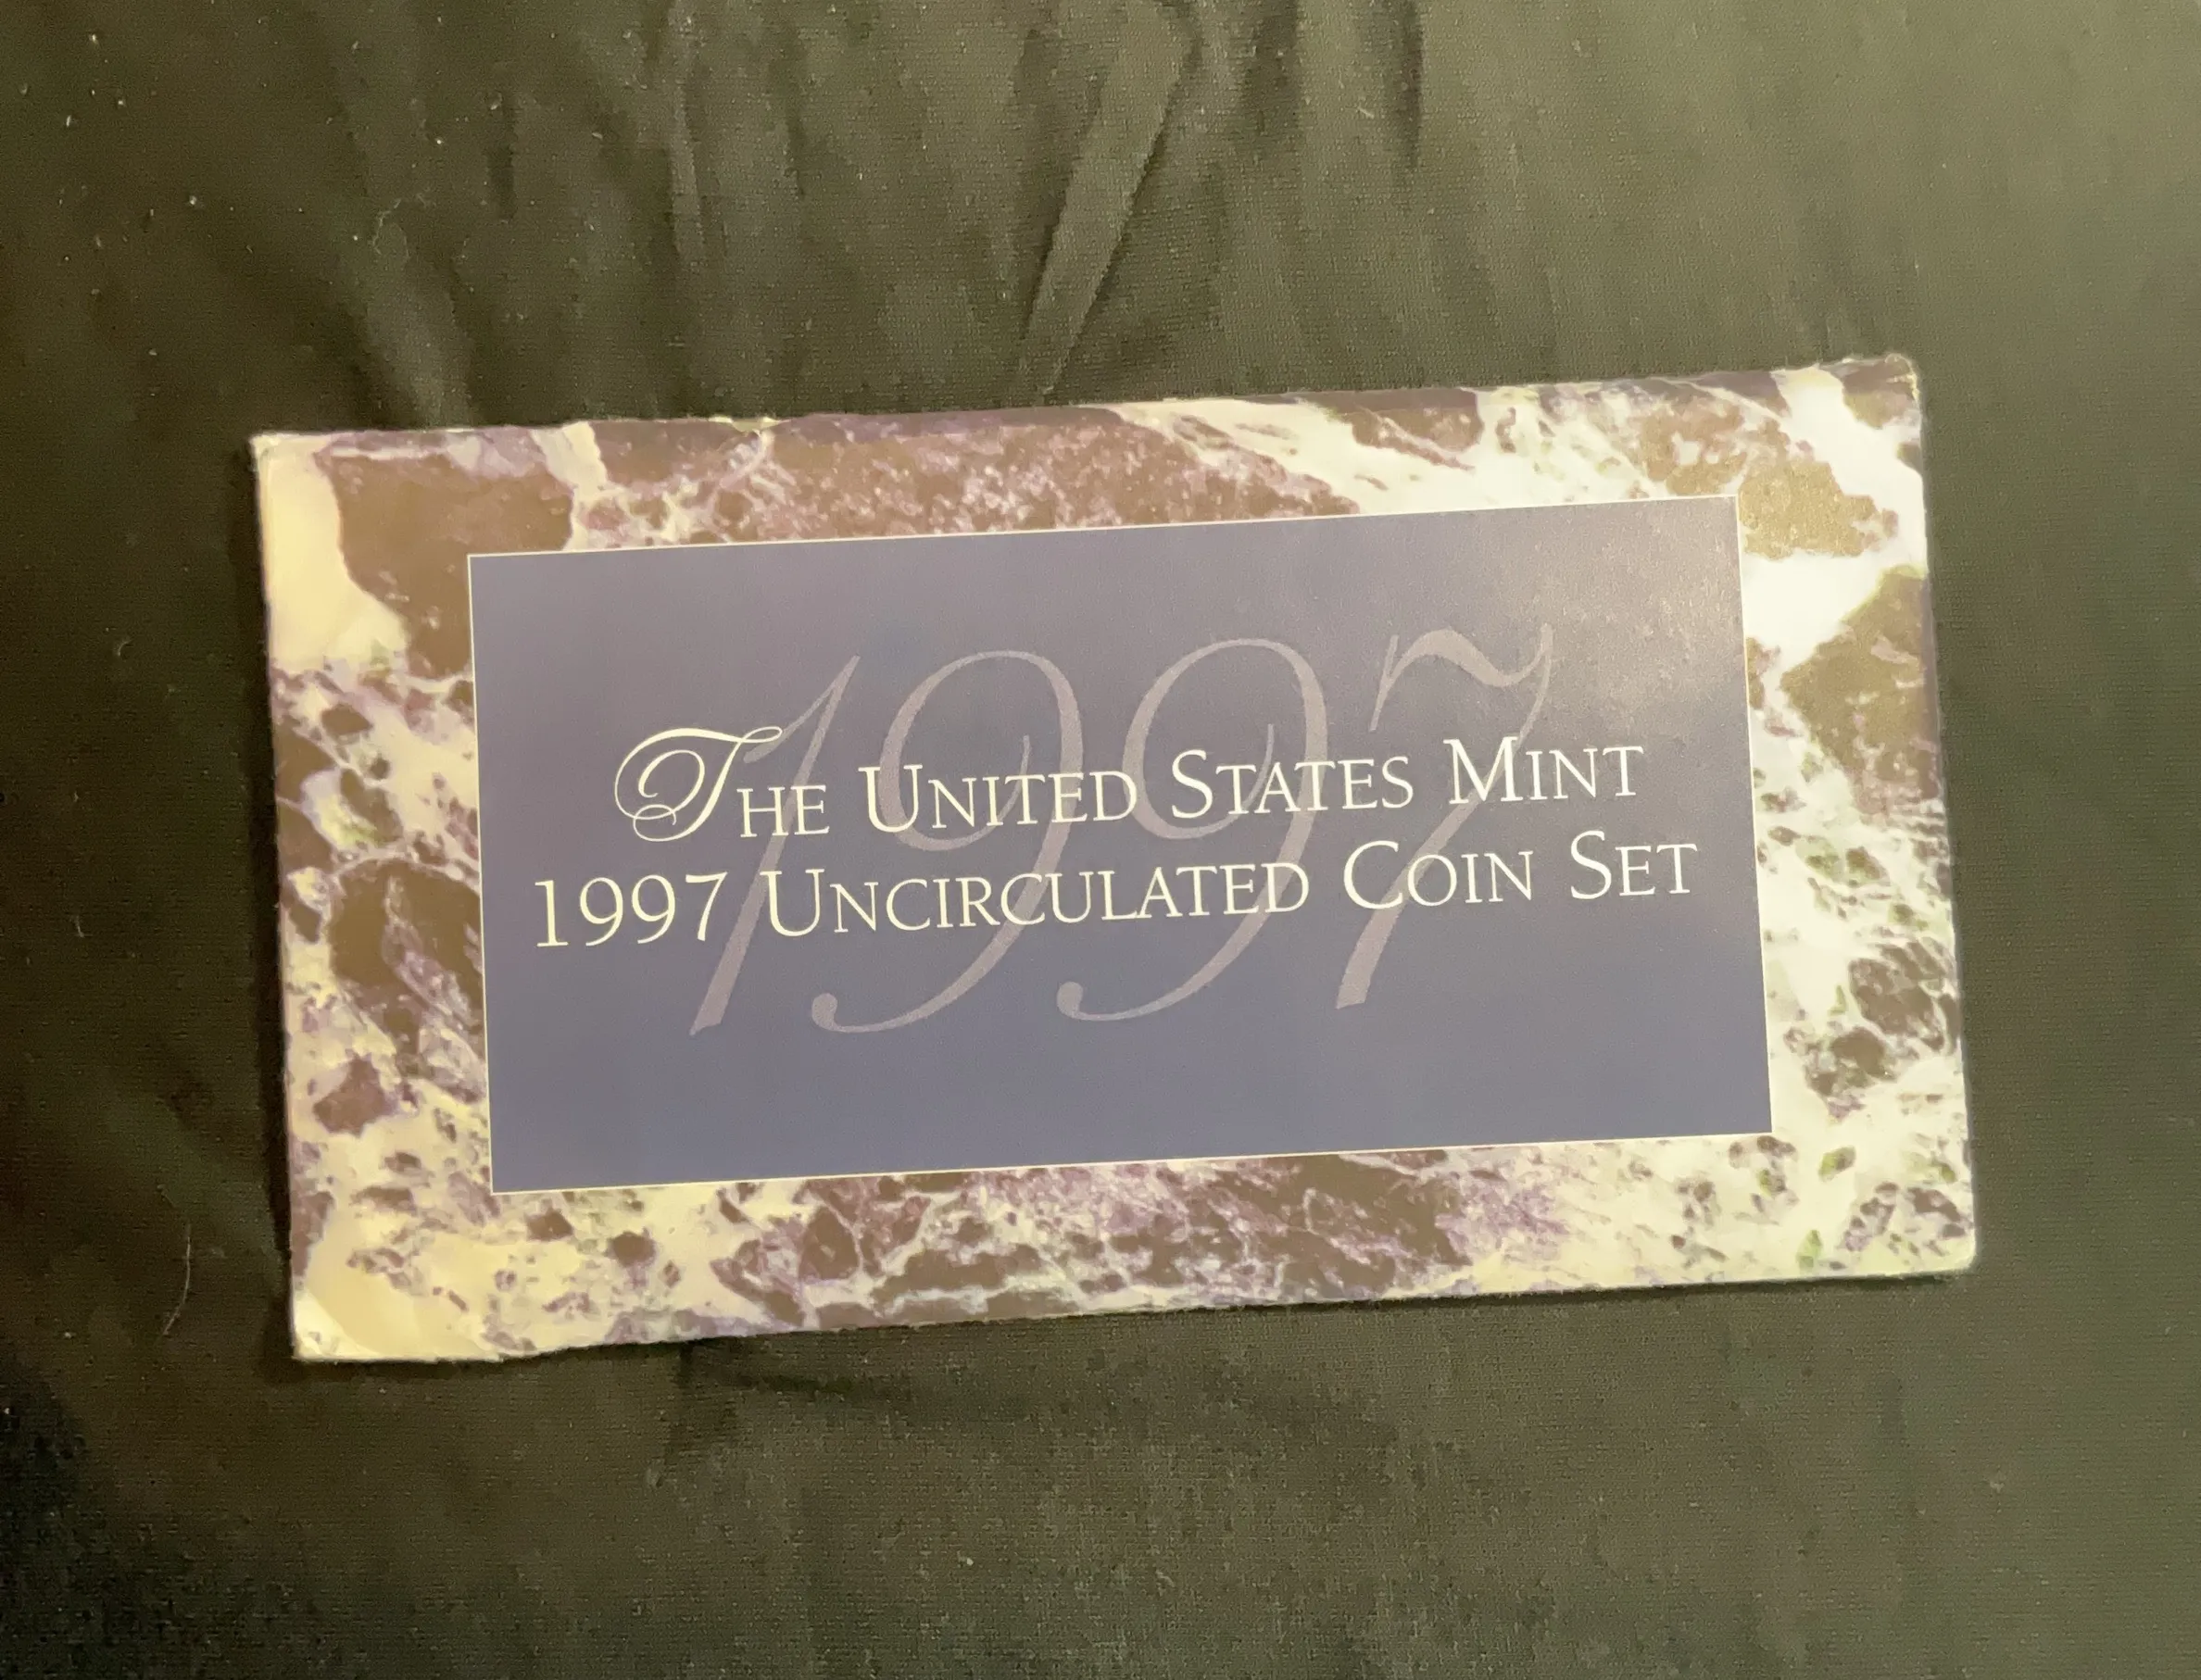 1997
The United States Mint
1997 Uncirculated Coin Set